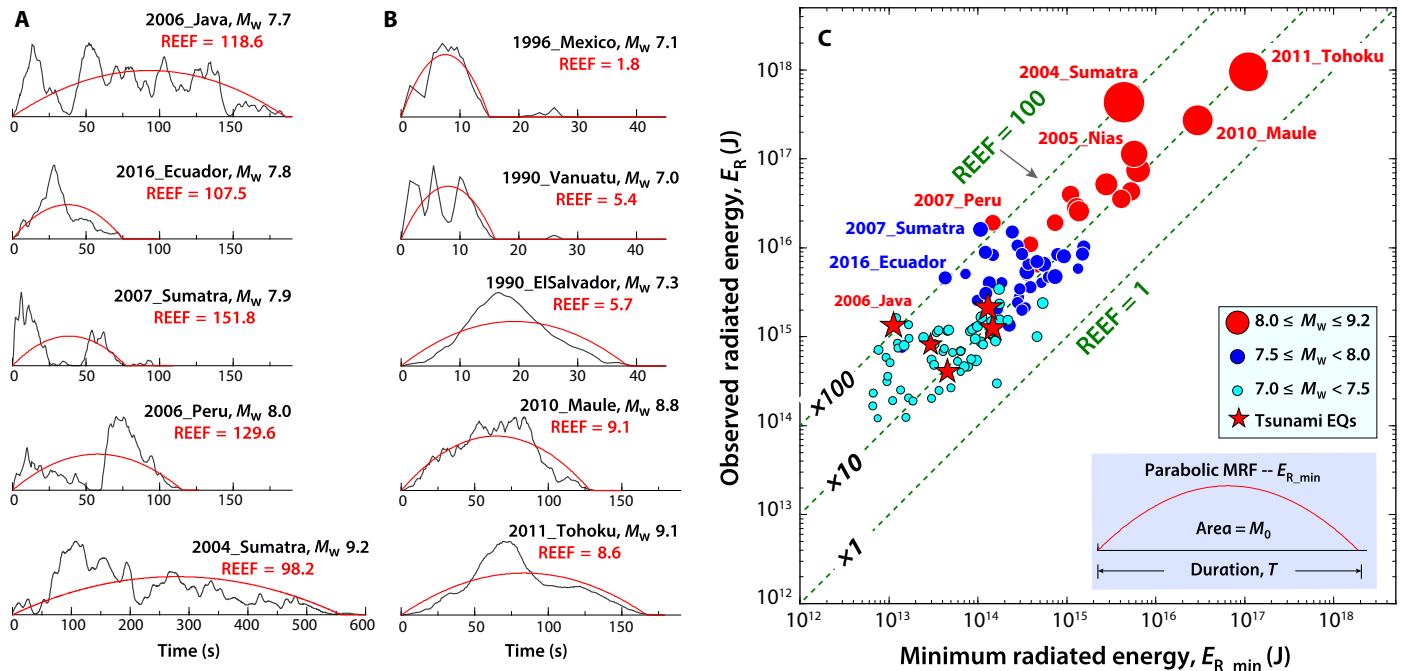 A
2006_Java, Mw 7.7
REEF = 118.6
0 50 100 150
2016_Ecuador, Mw 7.8
REEF = 107.5
0 50 100 150
2007_Sumatra, Mw 7.9
REEF = 151.8
0 50 100 150
2006_Peru, Mw 8.0
REEF = 129.6
0 50 100 150
2004_Sumatra, Mw 9.2
REEF = 98.2
0 100 200 300 400 500 600
Time (s)
B
1996_Mexico, Mw 7.1
REEF = 1.8
0 10 20 30 40
1990_Vanuatu, Mw 7.0
REEF = 5.4
0 10 20 30 40
1990_ElSalvador, Mw 7.3
REEF = 5.7
0 10 20 30 40
2010_Maule, Mw 8.8
REEF = 9.1
0 50 100 150
2011_Tohoku, Mw 9.1
REEF = 8.6
0 50 100 150
Time (s)
C
Observed radiated energy, E_R (J)
10^18
10^17
10^16
10^15
10^14
10^13
10^12
2011_Tohoku
2004_Sumatra
REEF = 100
2010_Maule
2005_Nias
2007_Peru
2007_Sumatra
2016_Ecuador
2006_Java
REEF = 1
×100
×10
×1
8.0 ≤ Mw ≤ 9.2
7.5 ≤ Mw < 8.0
7.0 ≤ Mw < 7.5
Tsunami EQs
Parabolic MRF -- E_R_min
Area = M_0
Duration, T
10^12 10^13 10^14 10^15 10^16 10^17 10^18
Minimum radiated energy, E_R_min (J)